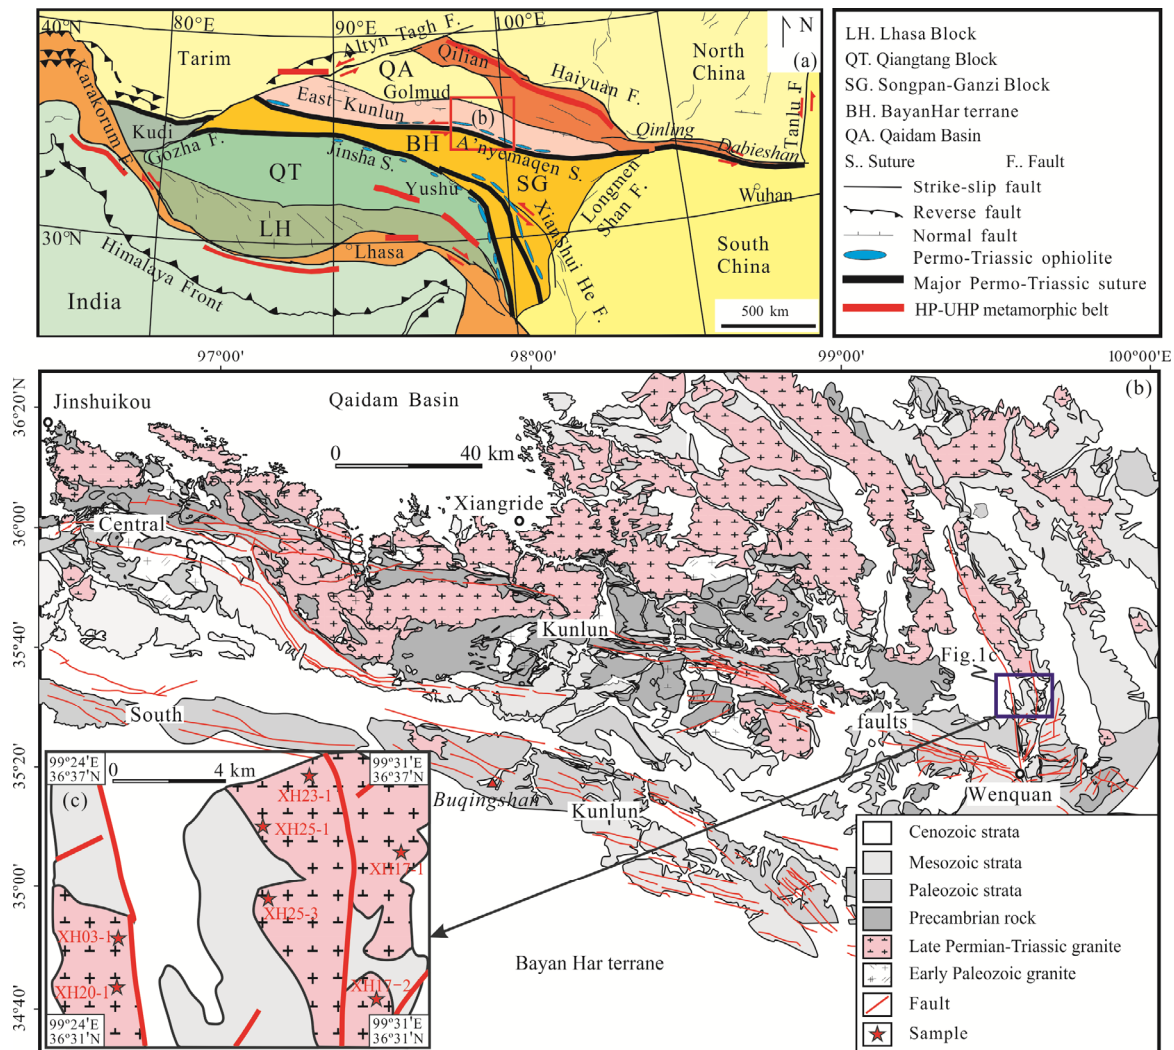 40°N
80°E
90°E
100°E
N
(a)
Altyn Tagh F.
Tarim
QA
Golmud
Qilian
Haiyuan F.
North
China
Tanlu F
Karakorum F.
Kudi
Gozha F.
East-Kunlun
(b)
BH
A'nyemaqen S.
Jinsha S.
QT
SG
Yushu
Xian Shui He F.
Longmen
Shan F.
Qinling
Dabieshan
Wuhan
South
China
30°N
LH
Lhasa
Himalaya Front
India
500 km
LH. Lhasa Block
QT. Qiangtang Block
SG. Songpan-Ganzi Block
BH. BayanHar terrane
QA. Qaidam Basin
S.. Suture F.. Fault
Strike-slip fault
Reverse fault
Normal fault
Permo-Triassic ophiolite
Major Permo-Triassic suture
HP-UHP metamorphic belt
97°00'
98°00'
99°00'
100°00'E
36°20'N
36°00'
35°40'
35°20'
35°00'
34°40'
(b)
Jinshuikou
Qaidam Basin
0 40 km
Xiangride
Central
Kunlun
Fig.1c
faults
South
Buqingshan
Kunlun
Wenquan
Bayan Har terrane
99°24'E
36°37'N
0 4 km
99°31'E
36°37'N
(c)
XH23-1
XH25-1
XH17-1
XH25-3
XH03-1
XH20-1
XH17-2
99°24'E
36°31'N
99°31'E
36°31'N
Cenozoic strata
Mesozoic strata
Paleozoic strata
Precambrian rock
Late Permian-Triassic granite
Early Paleozoic granite
Fault
Sample